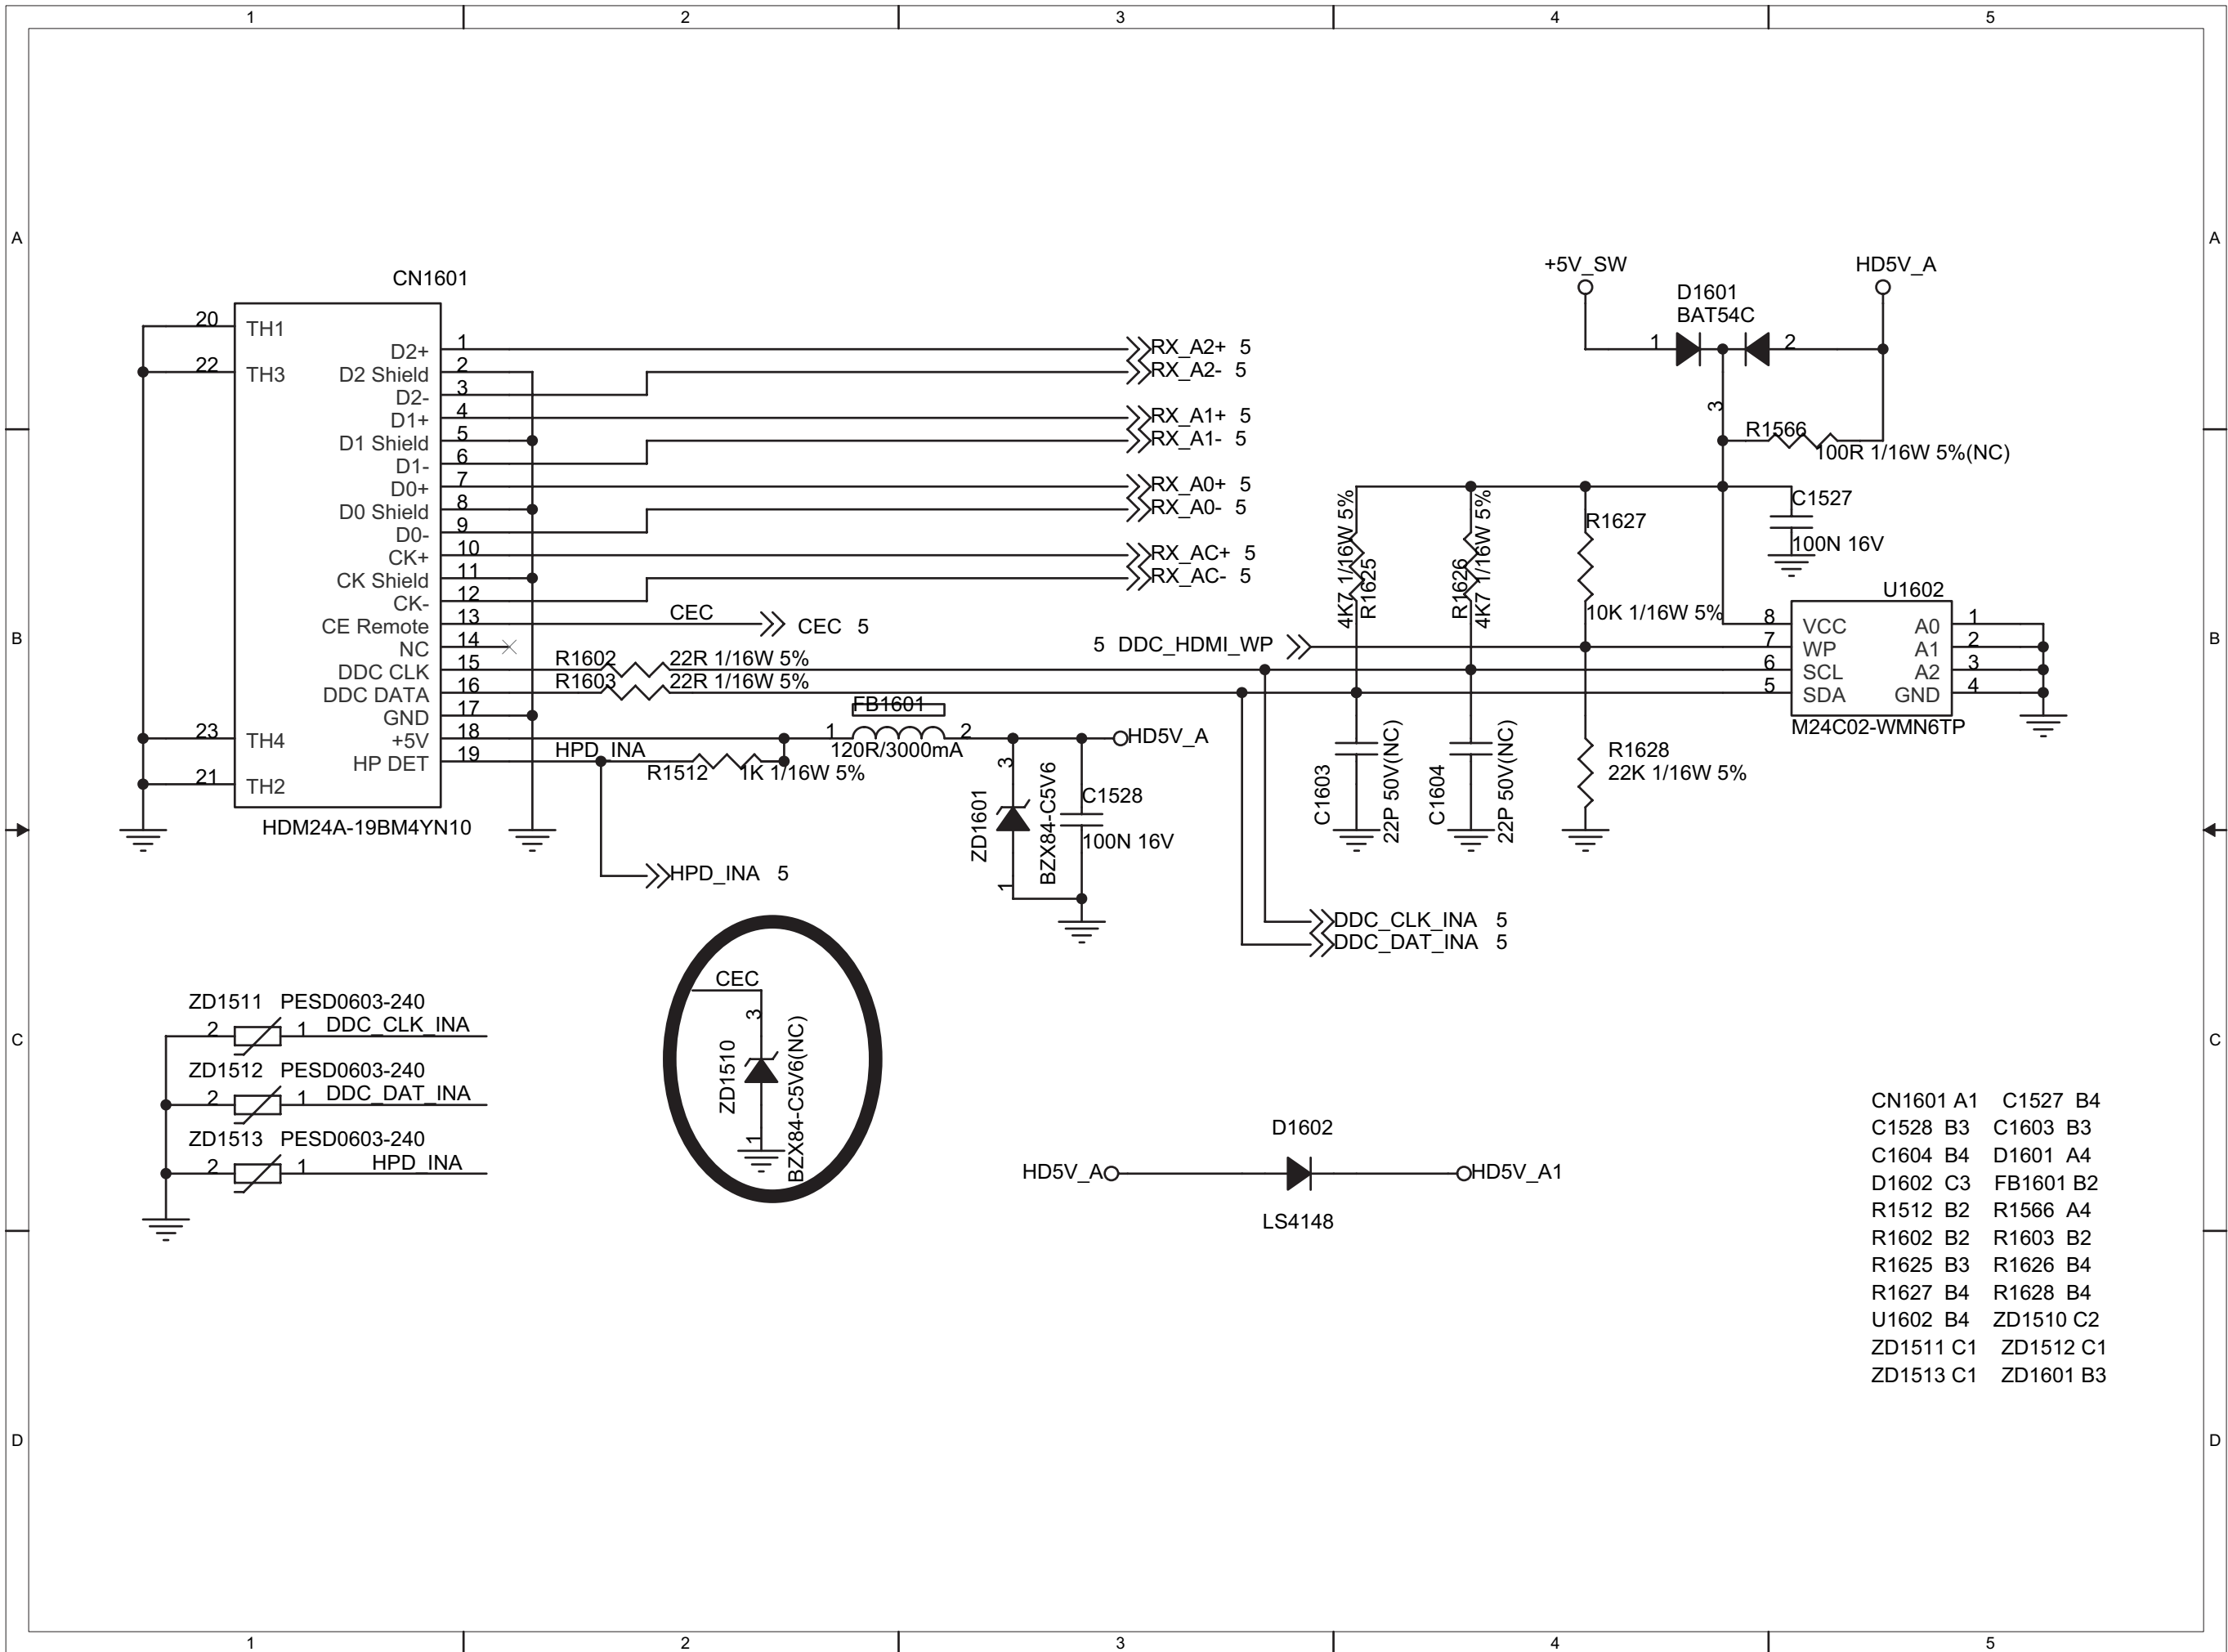 1 2 3 4 5
A A
CN1601
+5V_SW HD5V_A
D1601
BAT54C
20 TH1
1 2
D2+ 1 RX_A2+ 5
22 TH3
D2 Shield 2 RX_A2- 5
D2- 3
3
D1+ 4 RX_A1+ 5
R1566
D1 Shield 5 RX_A1- 5
100R 1/16W 5%(NC)
D1- 6
D0+ 7 RX_A0+ 5
C1527
D0 Shield 8 RX_A0- 5
R1627
D0- 9
100N 16V
CK+ 10 RX_AC+ 5
4K7 1/16W 5%
R1625
R1626
4K7 1/16W 5%
CK Shield 11 RX_AC- 5
U1602
CK- 12
10K 1/16W 5%
CE Remote 13 CEC CEC 5
8 VCC A0 1
B B
NC 14
5 DDC_HDMI_WP
7 WP A1 2
DDC CLK 15 R1602 22R 1/16W 5%
6 SCL A2 3
DDC DATA 16 R1603 22R 1/16W 5%
5 SDA GND 4
M24C02-WMN6TP
GND 17
FB1601
23 TH4
+5V 18
1 2 HD5V_A
120R/3000mA
HP DET 19 HPD_INA
R1512 1K 1/16W 5%
21 TH2
R1628
22K 1/16W 5%
3
ZD1601
BZX84-C5V6
1
C1528
100N 16V
C1603
22P 50V(NC)
C1604
22P 50V(NC)
HDM24A-19BM4YN10
HPD_INA 5
DDC_CLK_INA 5
DDC_DAT_INA 5
CEC
3
ZD1510
BZX84-C5V6(NC)
1
ZD1511 PESD0603-240
2 1 DDC_CLK_INA
C C
ZD1512 PESD0603-240
2 1 DDC_DAT_INA
ZD1513 PESD0603-240
2 1 HPD_INA
D1602
HD5V_A HD5V_A1
LS4148
CN1601 A1 C1527 B4
C1528 B3 C1603 B3
C1604 B4 D1601 A4
D1602 C3 FB1601 B2
R1512 B2 R1566 A4
R1602 B2 R1603 B2
R1625 B3 R1626 B4
R1627 B4 R1628 B4
U1602 B4 ZD1510 C2
ZD1511 C1 ZD1512 C1
ZD1513 C1 ZD1601 B3
D D
1 2 3 4 5